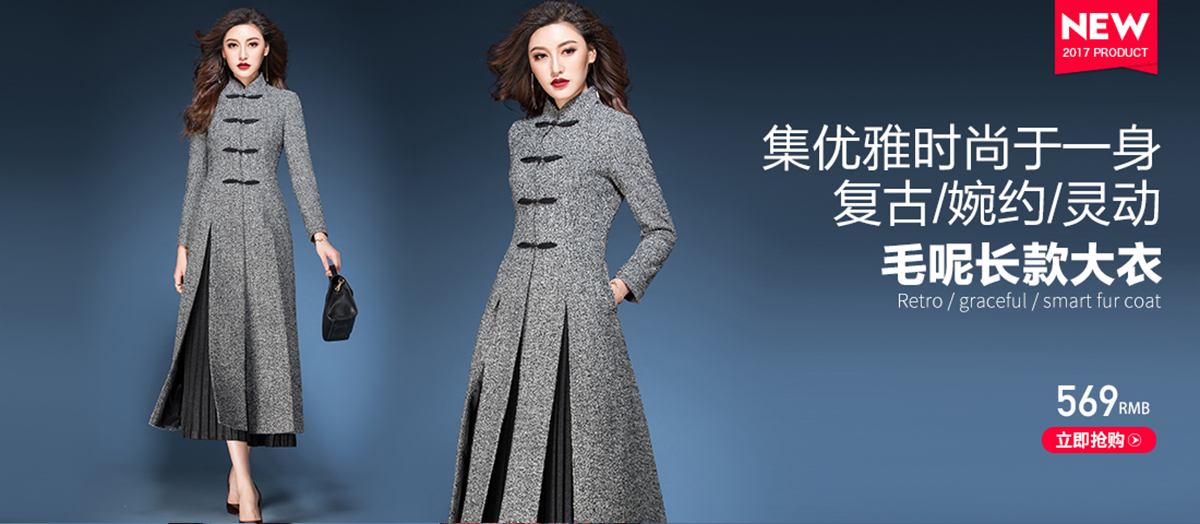 NEW
2017 PRODUCT
集优雅时尚于一身
复古/婉约/灵动
毛呢长款大衣
Retro / graceful / smart fur coat
569RMB
立即抢购